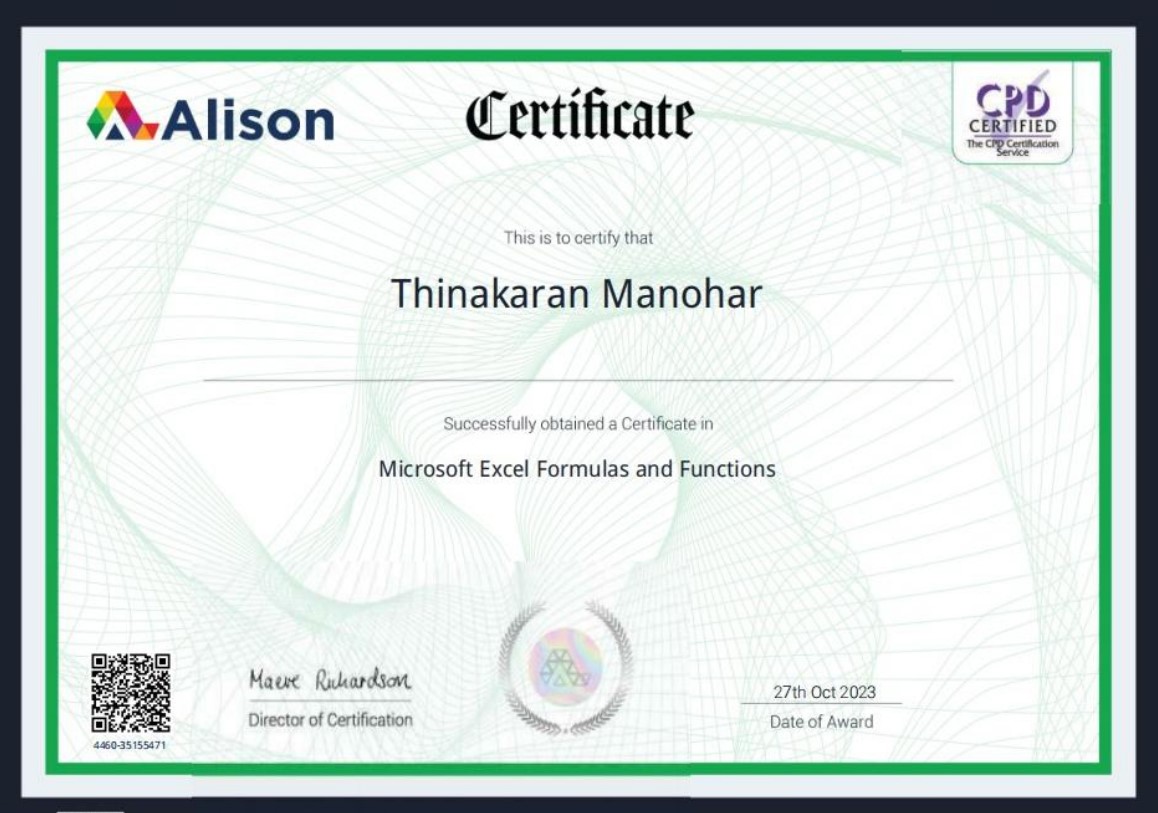 Alison
Certificate
CPD
CERTIFIED
The CPD Certification
Service
This is to certify that
Thinakaran Manohar
Successfully obtained a Certificate in
Microsoft Excel Formulas and Functions
Maeve Richardson
Director of Certification
27th Oct 2023
Date of Award
4460-35155471